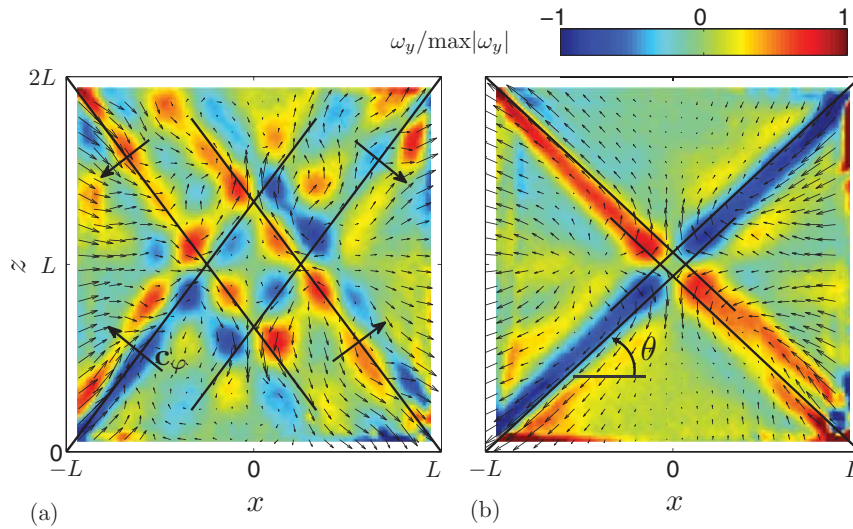 ω_y/max|ω_y|
−1 0 1
2L
z L
0
−L 0 L
x
c_φ
(a)
θ
−L 0 L
x
(b)